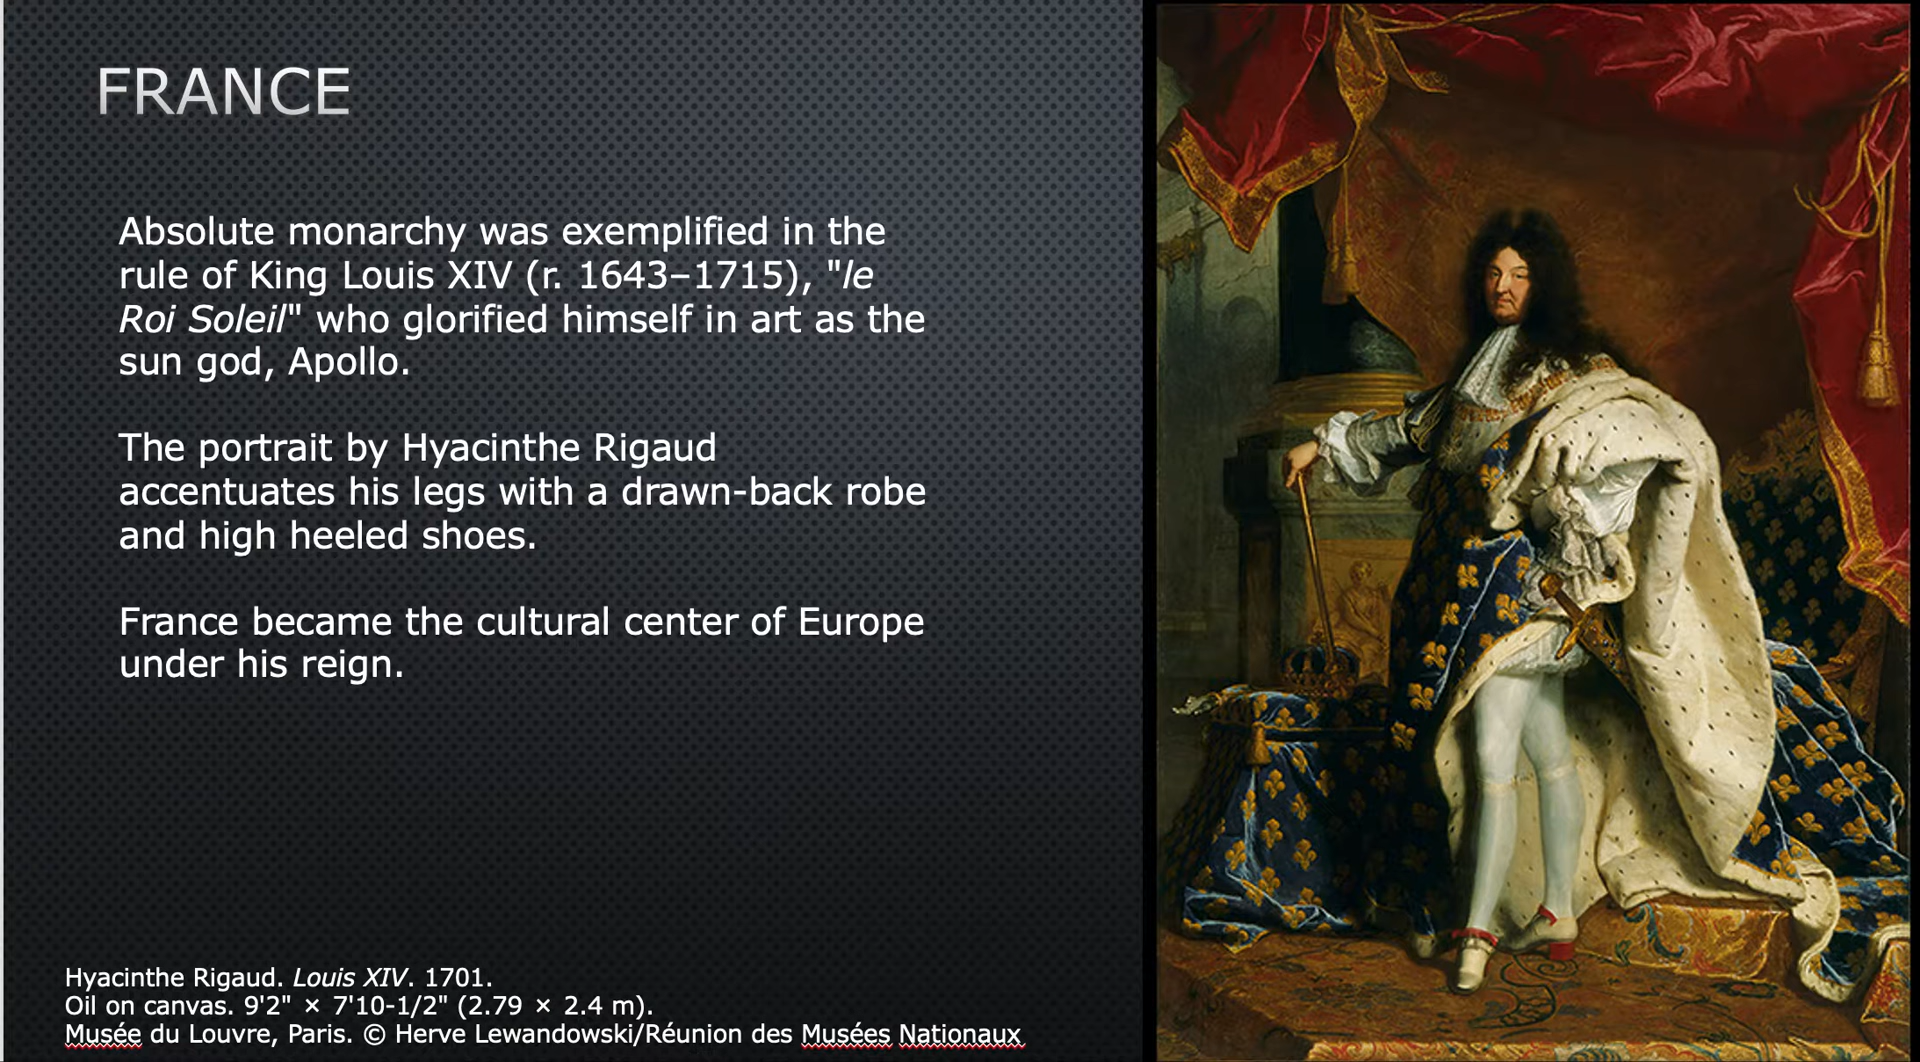 FRANCE
Absolute monarchy was exemplified in the
rule of King Louis XIV (r. 1643–1715), "le
Roi Soleil" who glorified himself in art as the
sun god, Apollo.
The portrait by Hyacinthe Rigaud
accentuates his legs with a drawn-back robe
and high heeled shoes.
France became the cultural center of Europe
under his reign.
Hyacinthe Rigaud. Louis XIV. 1701.
Oil on canvas. 9'2" × 7'10-1/2" (2.79 × 2.4 m).
Musée du Louvre, Paris. © Herve Lewandowski/Réunion des Musées Nationaux